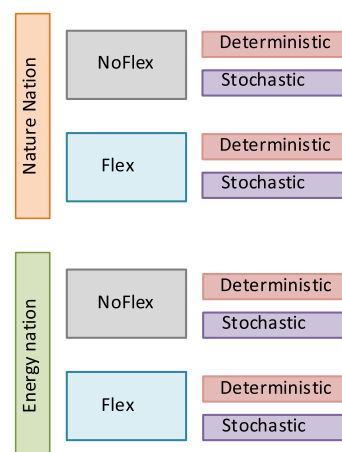 Nature Nation
NoFlex
Deterministic
Stochastic
Flex
Deterministic
Stochastic
Energy nation
NoFlex
Deterministic
Stochastic
Flex
Deterministic
Stochastic